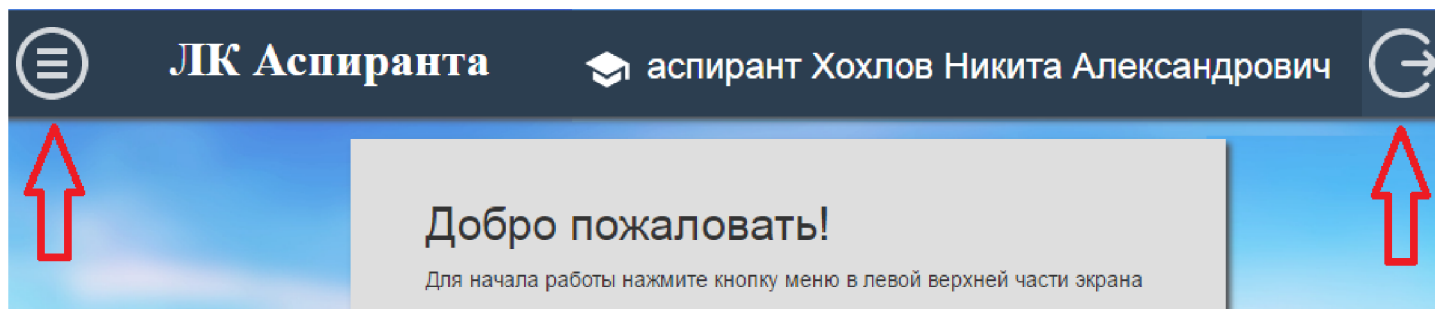 ЛК Аспиранта аспирант Хохлов Никита Александрович
Добро пожаловать!
Для начала работы нажмите кнопку меню в левой верхней части экрана